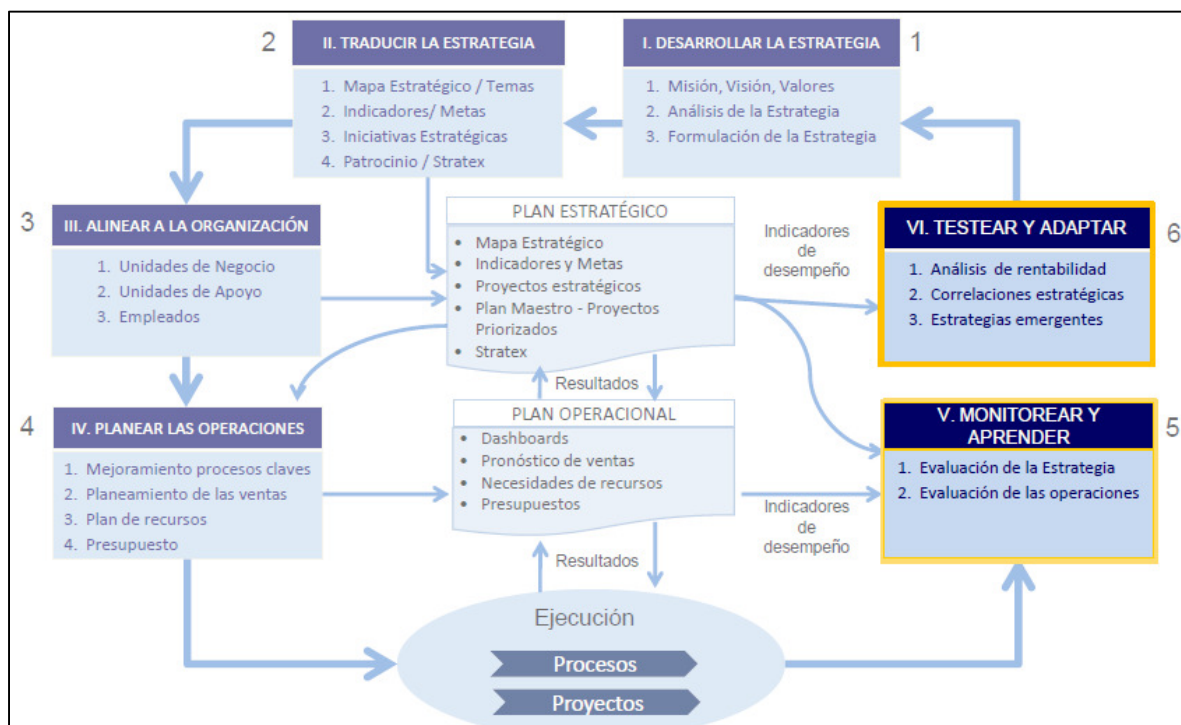 2
II. TRADUCIR LA ESTRATEGIA
1. Mapa Estratégico / Temas
2. Indicadores/ Metas
3. Iniciativas Estratégicas
4. Patrocinio / Stratex
I. DESARROLLAR LA ESTRATEGIA
1
1. Misión, Visión, Valores
2. Análisis de la Estrategia
3. Formulación de la Estrategia
3
III. ALINEAR A LA ORGANIZACIÓN
1. Unidades de Negocio
2. Unidades de Apoyo
3. Empleados
PLAN ESTRATÉGICO
• Mapa Estratégico
• Indicadores y Metas
• Proyectos estratégicos
• Plan Maestro - Proyectos
Priorizados
• Stratex
Indicadores
de
desempeño
VI. TESTEAR Y ADAPTAR
6
1. Análisis de rentabilidad
2. Correlaciones estratégicas
3. Estrategias emergentes
Resultados
4
IV. PLANEAR LAS OPERACIONES
1. Mejoramiento procesos claves
2. Planeamiento de las ventas
3. Plan de recursos
4. Presupuesto
PLAN OPERACIONAL
• Dashboards
• Pronóstico de ventas
• Necesidades de recursos
• Presupuestos
Indicadores
de
desempeño
V. MONITOREAR Y
APRENDER
5
1. Evaluación de la Estrategia
2. Evaluación de las operaciones
Resultados
Ejecución
Procesos
Proyectos